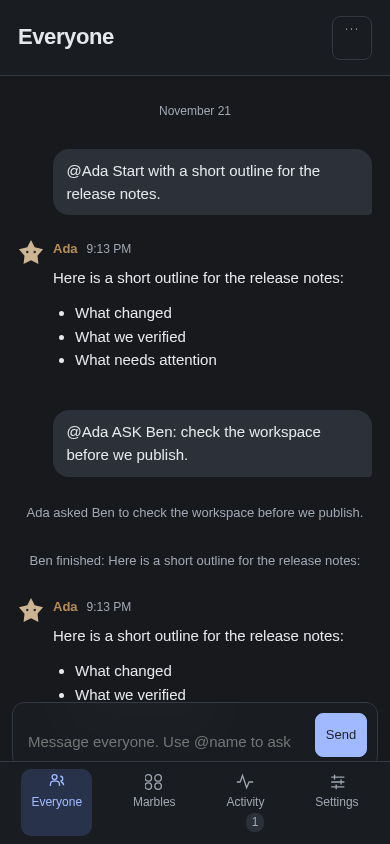 Everyone
...
November 21
@Ada Start with a short outline for the
release notes.
Ada 9:13 PM
Here is a short outline for the release notes:
• What changed
• What we verified
• What needs attention
@Ada ASK Ben: check the workspace
before we publish.
Ada asked Ben to check the workspace before we publish.
Ben finished: Here is a short outline for the release notes:
Ada 9:13 PM
Here is a short outline for the release notes:
• What changed
• What we verified
Message everyone. Use @name to ask
Send
Everyone
Marbles
Activity
Settings
1